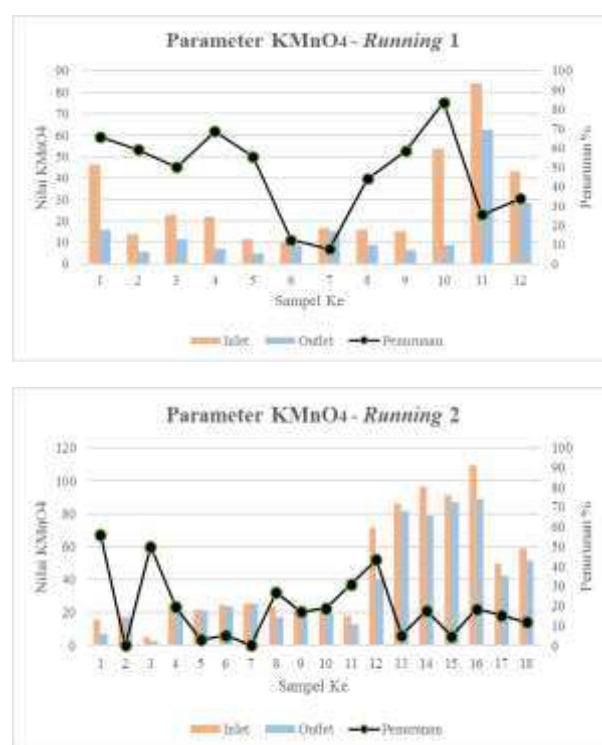 Parameter KMnO4 - Running 1
90 80 70 60 50 40 30 20 10 0
Nilai KMnO4
100 90 80 70 60 50 40 30 20 10 0
Penurunan %
1 2 3 4 5 6 7 8 9 10 11 12
Sampel Ke
Inlet Outlet Penurunan
Parameter KMnO4 - Running 2
120 100 80 60 40 20 0
Nilai KMnO4
100 90 80 70 60 50 40 30 20 10 0
Penurunan %
1 2 3 4 5 6 7 8 9 10 11 12 13 14 15 16 17 18
Sampel Ke
Inlet Outlet Penurunan